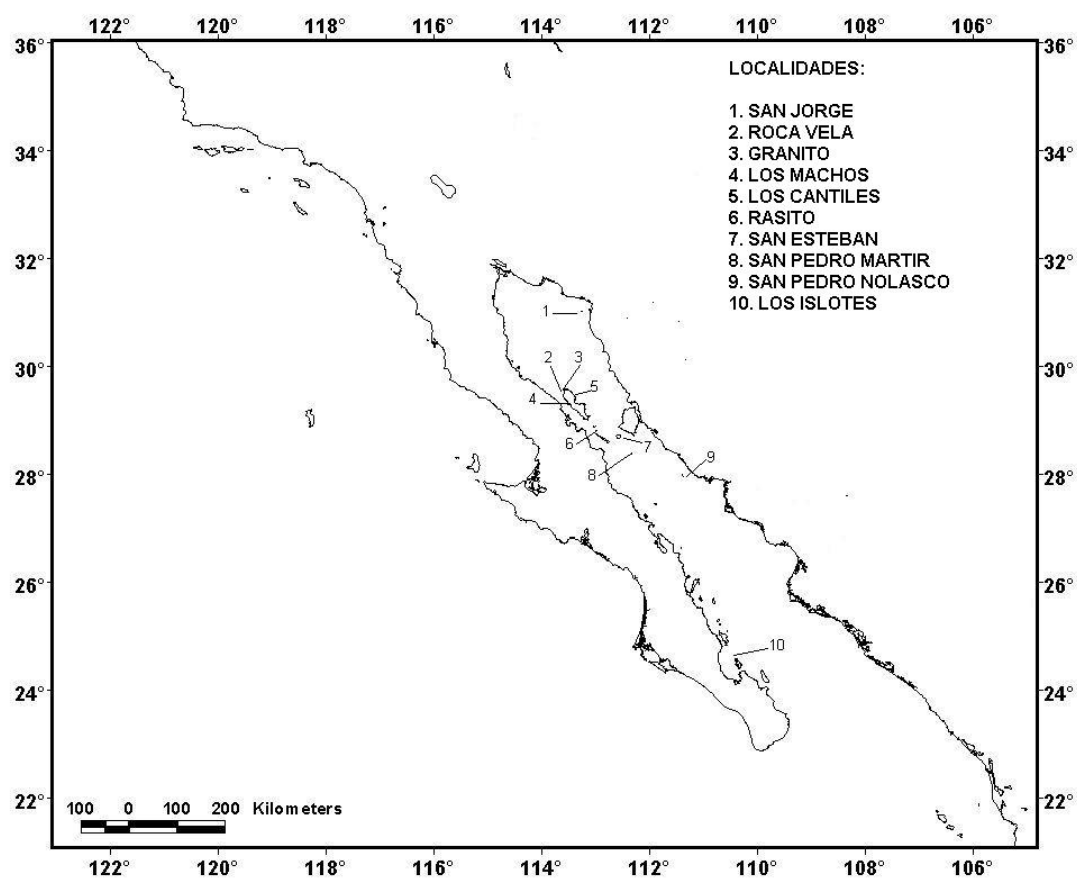 122° 120° 118° 116° 114° 112° 110° 108° 106°
36° 36°
LOCALIDADES:
1. SAN JORGE
2. ROCA VELA
3. GRANITO
34° 34°
4. LOS MACHOS
5. LOS CANTILES
6. RASITO
7. SAN ESTEBAN
32° 8. SAN PEDRO MARTIR 32°
9. SAN PEDRO NOLASCO
10. LOS ISLOTES
1
30° 2 3 30°
5
4
6 7
9
28° 8 28°
26° 26°
10
24° 24°
22° 22°
100 0 100 200 Kilometers
122° 120° 118° 116° 114° 112° 110° 108° 106°